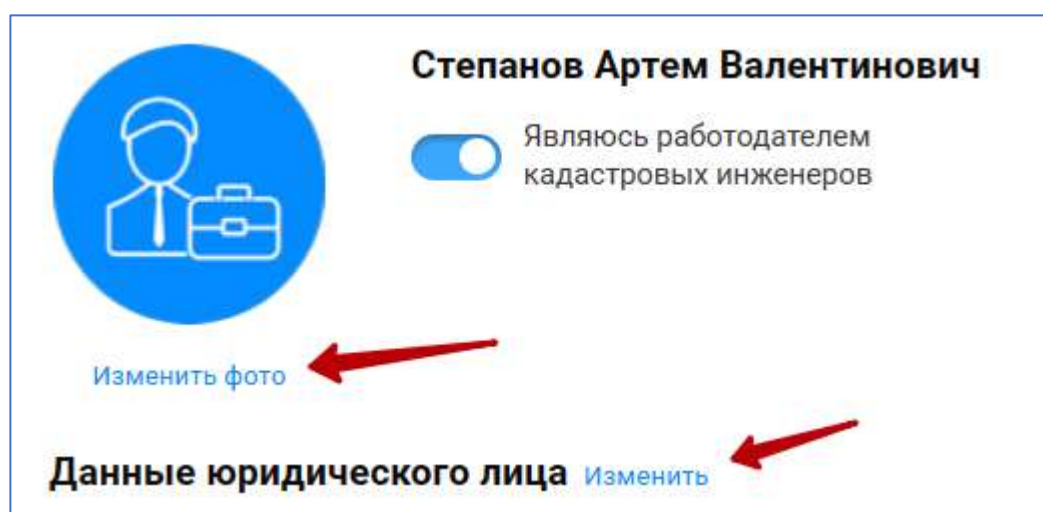 Степанов Артем Валентинович
Являюсь работодателем
кадастровых инженеров
Изменить фото
Данные юридического лица Изменить